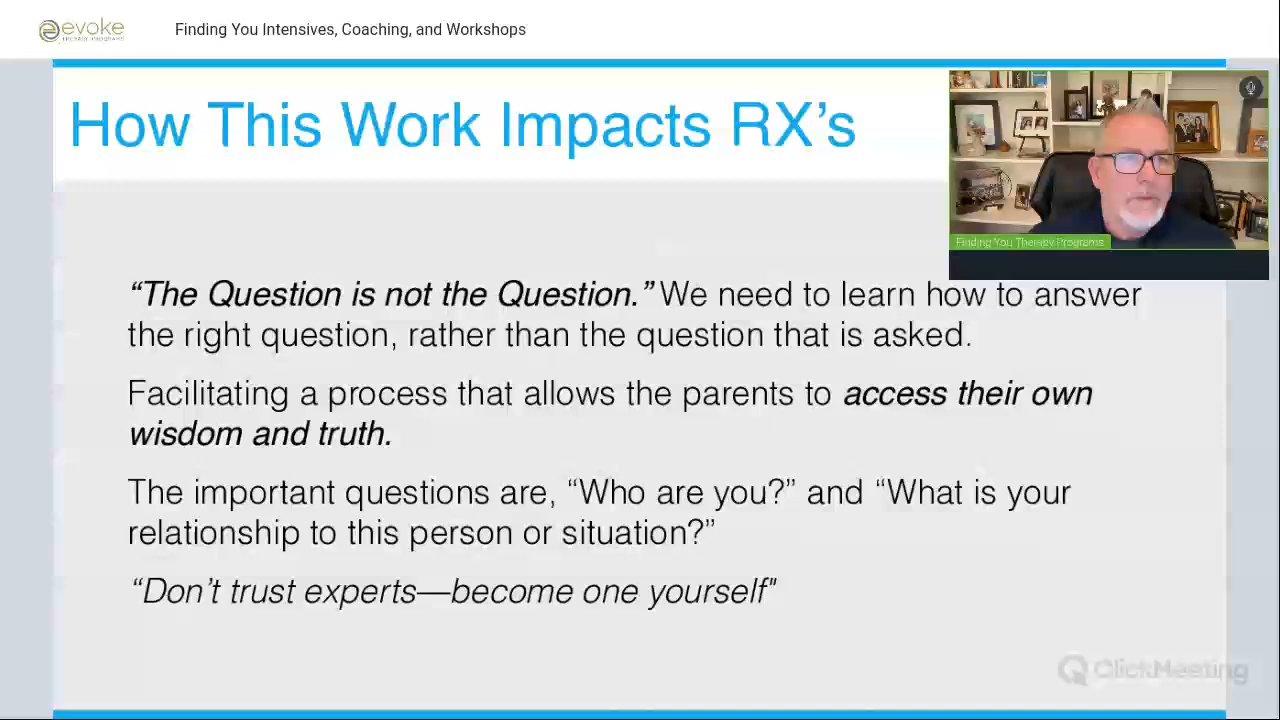 evoke
THERAPY PROGRAMS
Finding You Intensives, Coaching, and Workshops
How This Work Impacts RX’s
Finding You Therapy Programs
“The Question is not the Question.” We need to learn how to answer
the right question, rather than the question that is asked.
Facilitating a process that allows the parents to access their own
wisdom and truth.
The important questions are, “Who are you?” and “What is your
relationship to this person or situation?”
“Don’t trust experts—become one yourself"
ClickMeeting